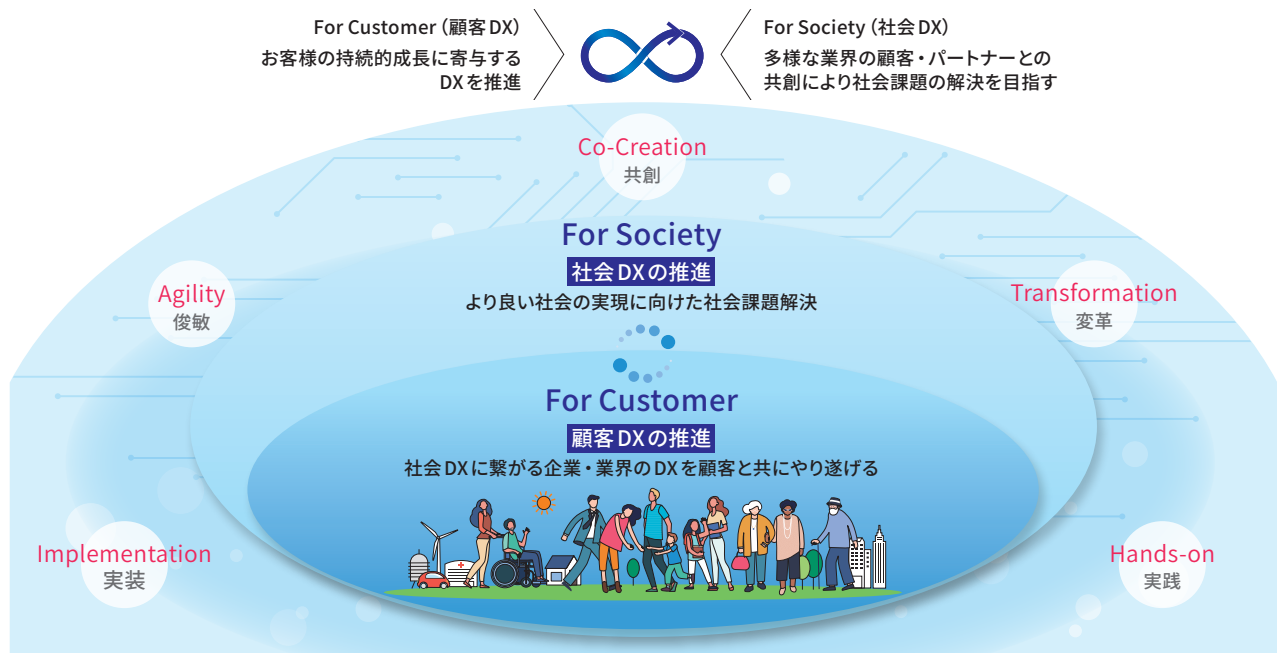 For Customer（顧客DX）
お客様の持続的成長に寄与する
DXを推進
For Society（社会DX）
多様な業界の顧客・パートナーとの
共創により社会課題の解決を目指す
Co-Creation
共創
For Society
社会DXの推進
より良い社会の実現に向けた社会課題解決
Agility
俊敏
Transformation
変革
For Customer
顧客DXの推進
社会DXに繋がる企業・業界のDXを顧客と共にやり遂げる
Implementation
実装
Hands-on
実践